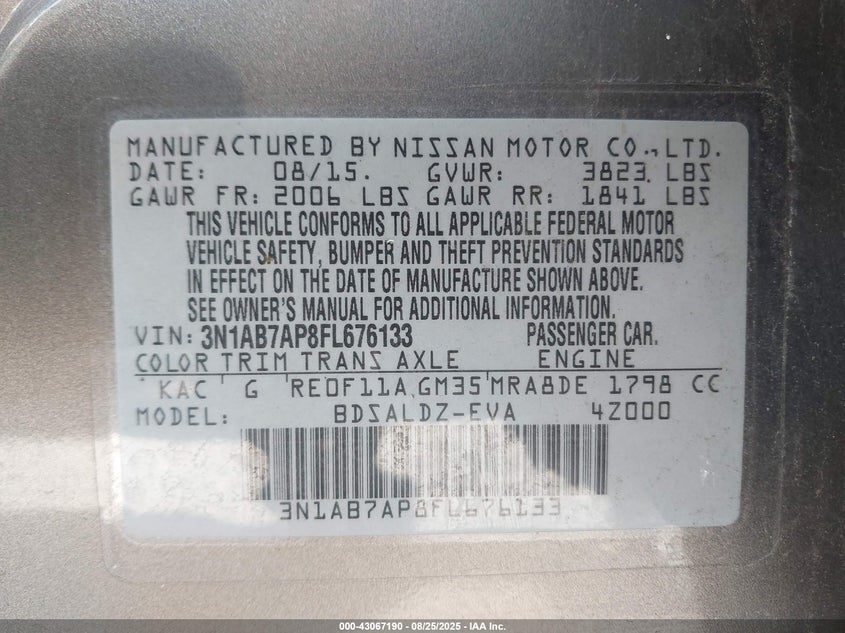 MANUFACTURED BY NISSAN MOTOR CO., LTD.
DATE: 08/15. GVWR: 3823 LBS
GAWR FR: 2006 LBS GAWR RR: 1841 LBS
THIS VEHICLE CONFORMS TO ALL APPLICABLE FEDERAL MOTOR
VEHICLE SAFETY, BUMPER AND THEFT PREVENTION STANDARDS
IN EFFECT ON THE DATE OF MANUFACTURE SHOWN ABOVE.
SEE OWNER'S MANUAL FOR ADDITIONAL INFORMATION.
VIN: 3N1AB7AP8FL676133 PASSENGER CAR.
COLOR TRIM TRANS AXLE ENGINE
KAC G RE0F11A GM35 MRA8DE 1798 CC
MODEL: BDSALDZ-EVA 4Z000
3N1AB7AP8FL676133
000-43067190 - 08/25/2025 - IAA Inc.